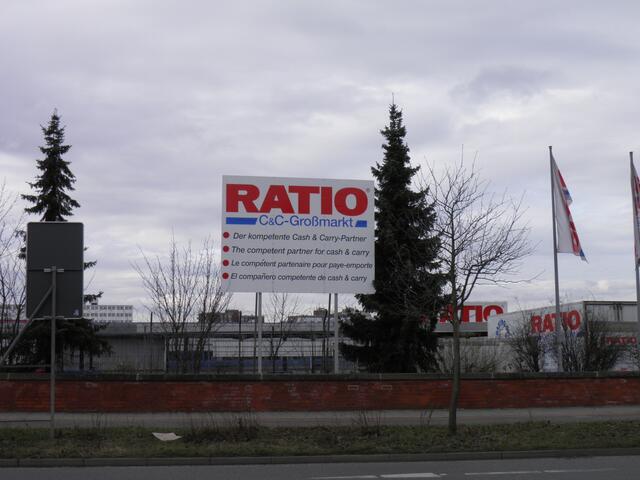 RATIO®
C&C-Großmarkt
Der kompetente Cash & Carry-Partner
The competent partner for cash & carry
Le compétent partenaire pour paye-emporte
El compañero competente de cash & carry
RATIO
RATIO
RATIO